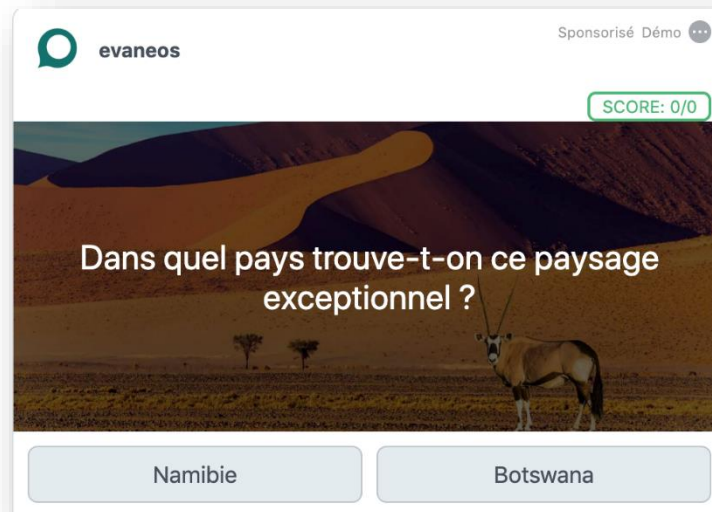 evaneos
Sponsorisé Démo
SCORE: 0/0
Dans quel pays trouve-t-on ce paysage
exceptionnel ?
Namibie
Botswana